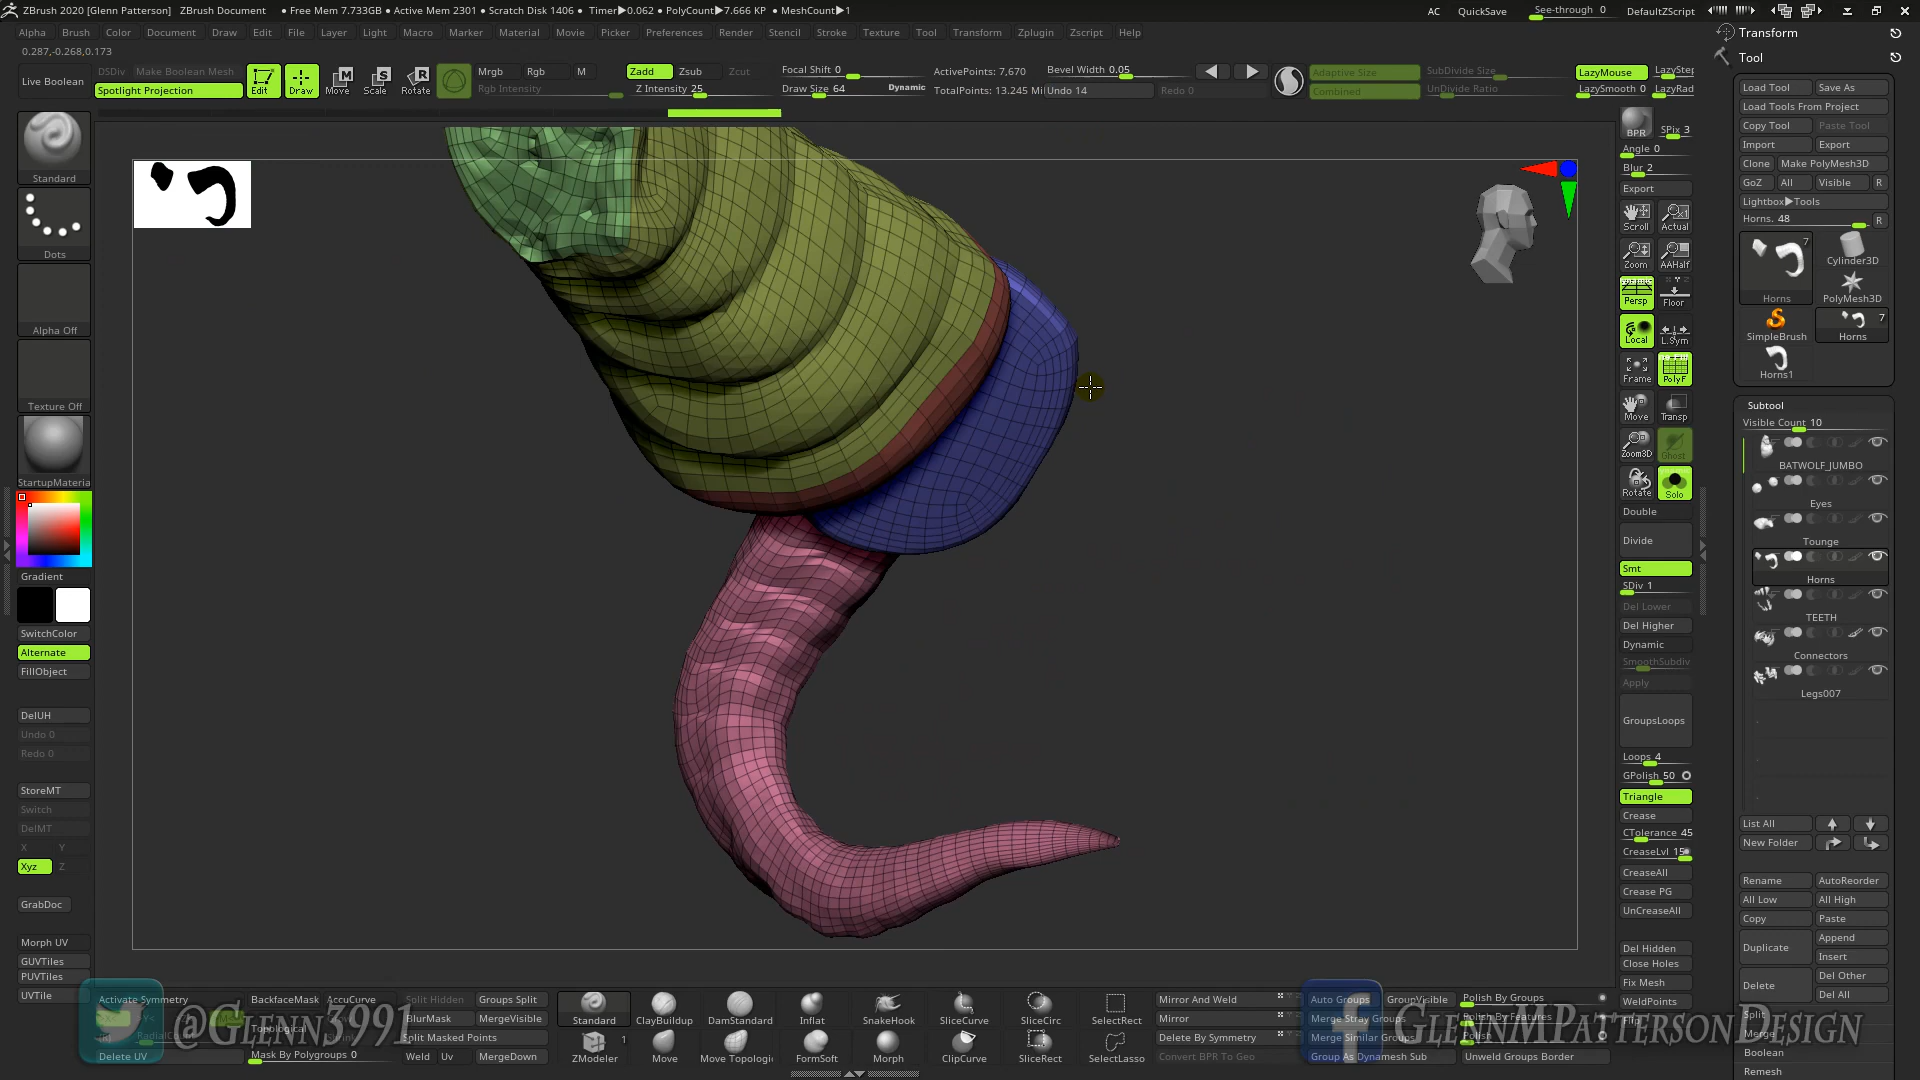 ZBrush 2020 [Glenn Patterson] ZBrush Document • Free Mem 7.733GB • Active Mem 2301 • Scratch Disk 1406 • Timer▶0.062 • PolyCount▶7.666 KP • MeshCount▶1 AC QuickSave See-through 0 DefaultZScript
Alpha Brush Color Document Draw Edit File Layer Light Macro Marker Material Movie Picker Preferences Render Stencil Stroke Texture Tool Transform Zplugin Zscript Help
0.287,-0.268,0.173
Live Boolean DSDiv Make Boolean Mesh
Spotlight Projection
Edit Draw Move Scale Rotate
Mrgb Rgb M
Rgb Intensity
Zadd Zsub Zcut
Z Intensity 25
Focal Shift 0
Draw Size 64 Dynamic
ActivePoints: 7,670
TotalPoints: 13.245 Mil
Bevel Width 0.05
Undo 14 Redo 0
Adaptive Size
Combined
SubDivide Size
UnDivide Ratio
LazyMouse LazyStep
LazySmooth 0 LazyRad
Standard
Dots
Alpha Off
Texture Off
StartupMateria
Gradient
SwitchColor
Alternate
FillObject
DelUH
Undo 0
Redo 0
StoreMT
Switch
DelMT
X Y
Xyz Z
GrabDoc
Morph UV
GUVTiles
PUVTiles
UVTile
BPR SPix 3
Angle 0
Blur 2
Export
Scroll Actual
Zoom AAHalf
Persp Floor
Local L.Sym
Frame PolyF
Move Transp
Zoom3D Ghost
Rotate Solo
Double
Divide
Smt
SDiv 1
Del Lower
Del Higher
Dynamic
SmoothSubdiv
Apply
GroupsLoops
Loops 4
GPolish 50
Triangle
Crease
CTolerance 45
CreaseLvl 15
CreaseAll
Crease PG
UnCreaseAll
Del Hidden
Close Holes
Fix Mesh
WeldPoints
Flip
Transform
Tool
Load Tool Save As
Load Tools From Project
Copy Tool Paste Tool
Import Export
Clone Make PolyMesh3D
GoZ All Visible R
Lightbox▶Tools
Horns. 48 R
7
Horns Cylinder3D
PolyMesh3D
SimpleBrush 7 Horns
Horns1
Subtool
Visible Count 10
BATWOLF_JUMBO
Eyes
Tounge
Horns
TEETH
Connectors
Legs007
List All
New Folder
Rename AutoReorder
All Low All High
Copy Paste
Duplicate Append
Insert
Delete Del Other
Del All
Split
Merge
Boolean
Remesh
Activate Symmetry BackfaceMask AccuCurve Split Hidden Groups Split
Topological BlurMask MergeVisible
Split Masked Points
Delete UV Mask By Polygroups 0 Weld Uv MergeDown
Standard ClayBuildup DamStandard Inflat SnakeHook SliceCurve SliceCirc SelectRect
1
ZModeler Move Move Topologic FormSoft Morph ClipCurve SliceRect SelectLasso
Mirror And Weld
Mirror
Delete By Symmetry
Convert BPR To Geo
Auto Groups GroupVisible
Merge Stray Groups
Merge Similar Groups
Group As Dynamesh Sub
Polish By Groups
Polish By Features
Polish
Unweld Groups Border
@Glenn3991
GlennMPattersonDesign